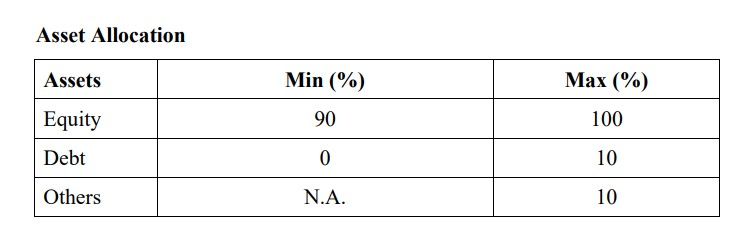 Asset Allocation
Assets Min (%) Max (%)
Equity 90 100
Debt 0 10
Others N.A. 10